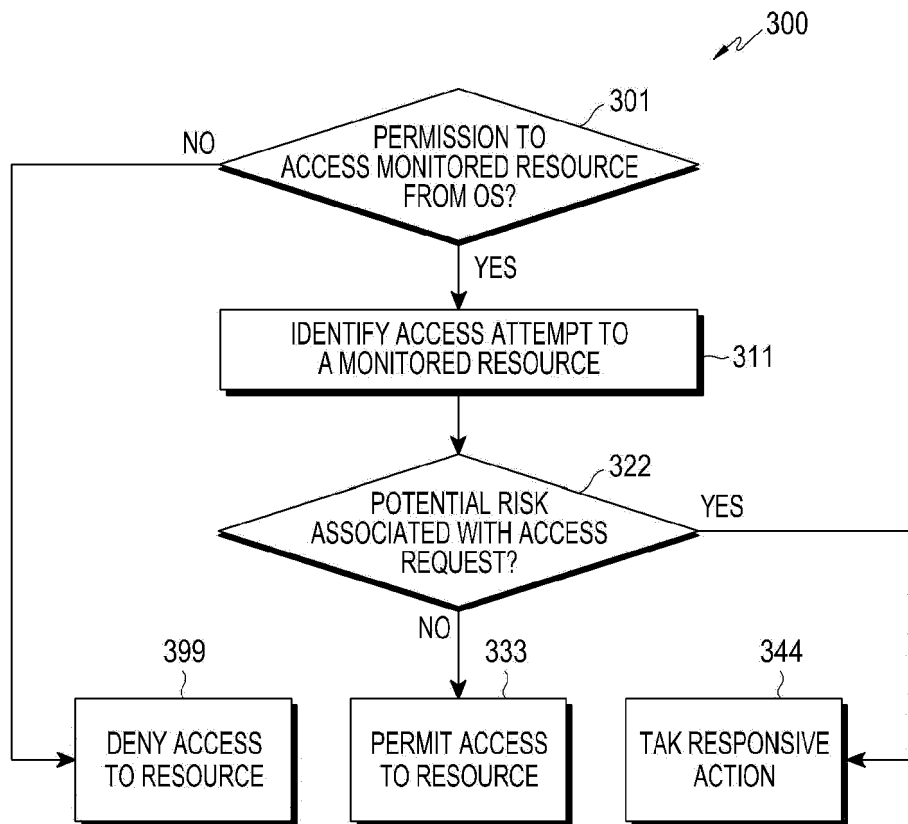 300
301
NO
PERMISSION TO
ACCESS MONITORED RESOURCE
FROM OS?
YES
IDENTIFY ACCESS ATTEMPT TO
A MONITORED RESOURCE
311
322
POTENTIAL RISK
ASSOCIATED WITH ACCESS
REQUEST?
YES
NO
399
333
344
DENY ACCESS
TO RESOURCE
PERMIT ACCESS
TO RESOURCE
TAK RESPONSIVE
ACTION